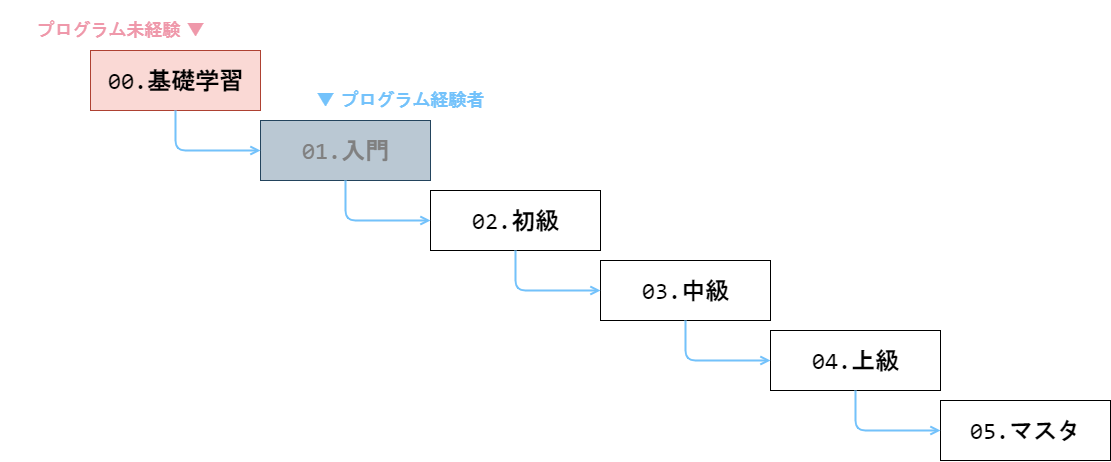 プログラム未経験 ▼
00.基礎学習
▼ プログラム経験者
01.入門
02.初級
03.中級
04.上級
05.マスタ